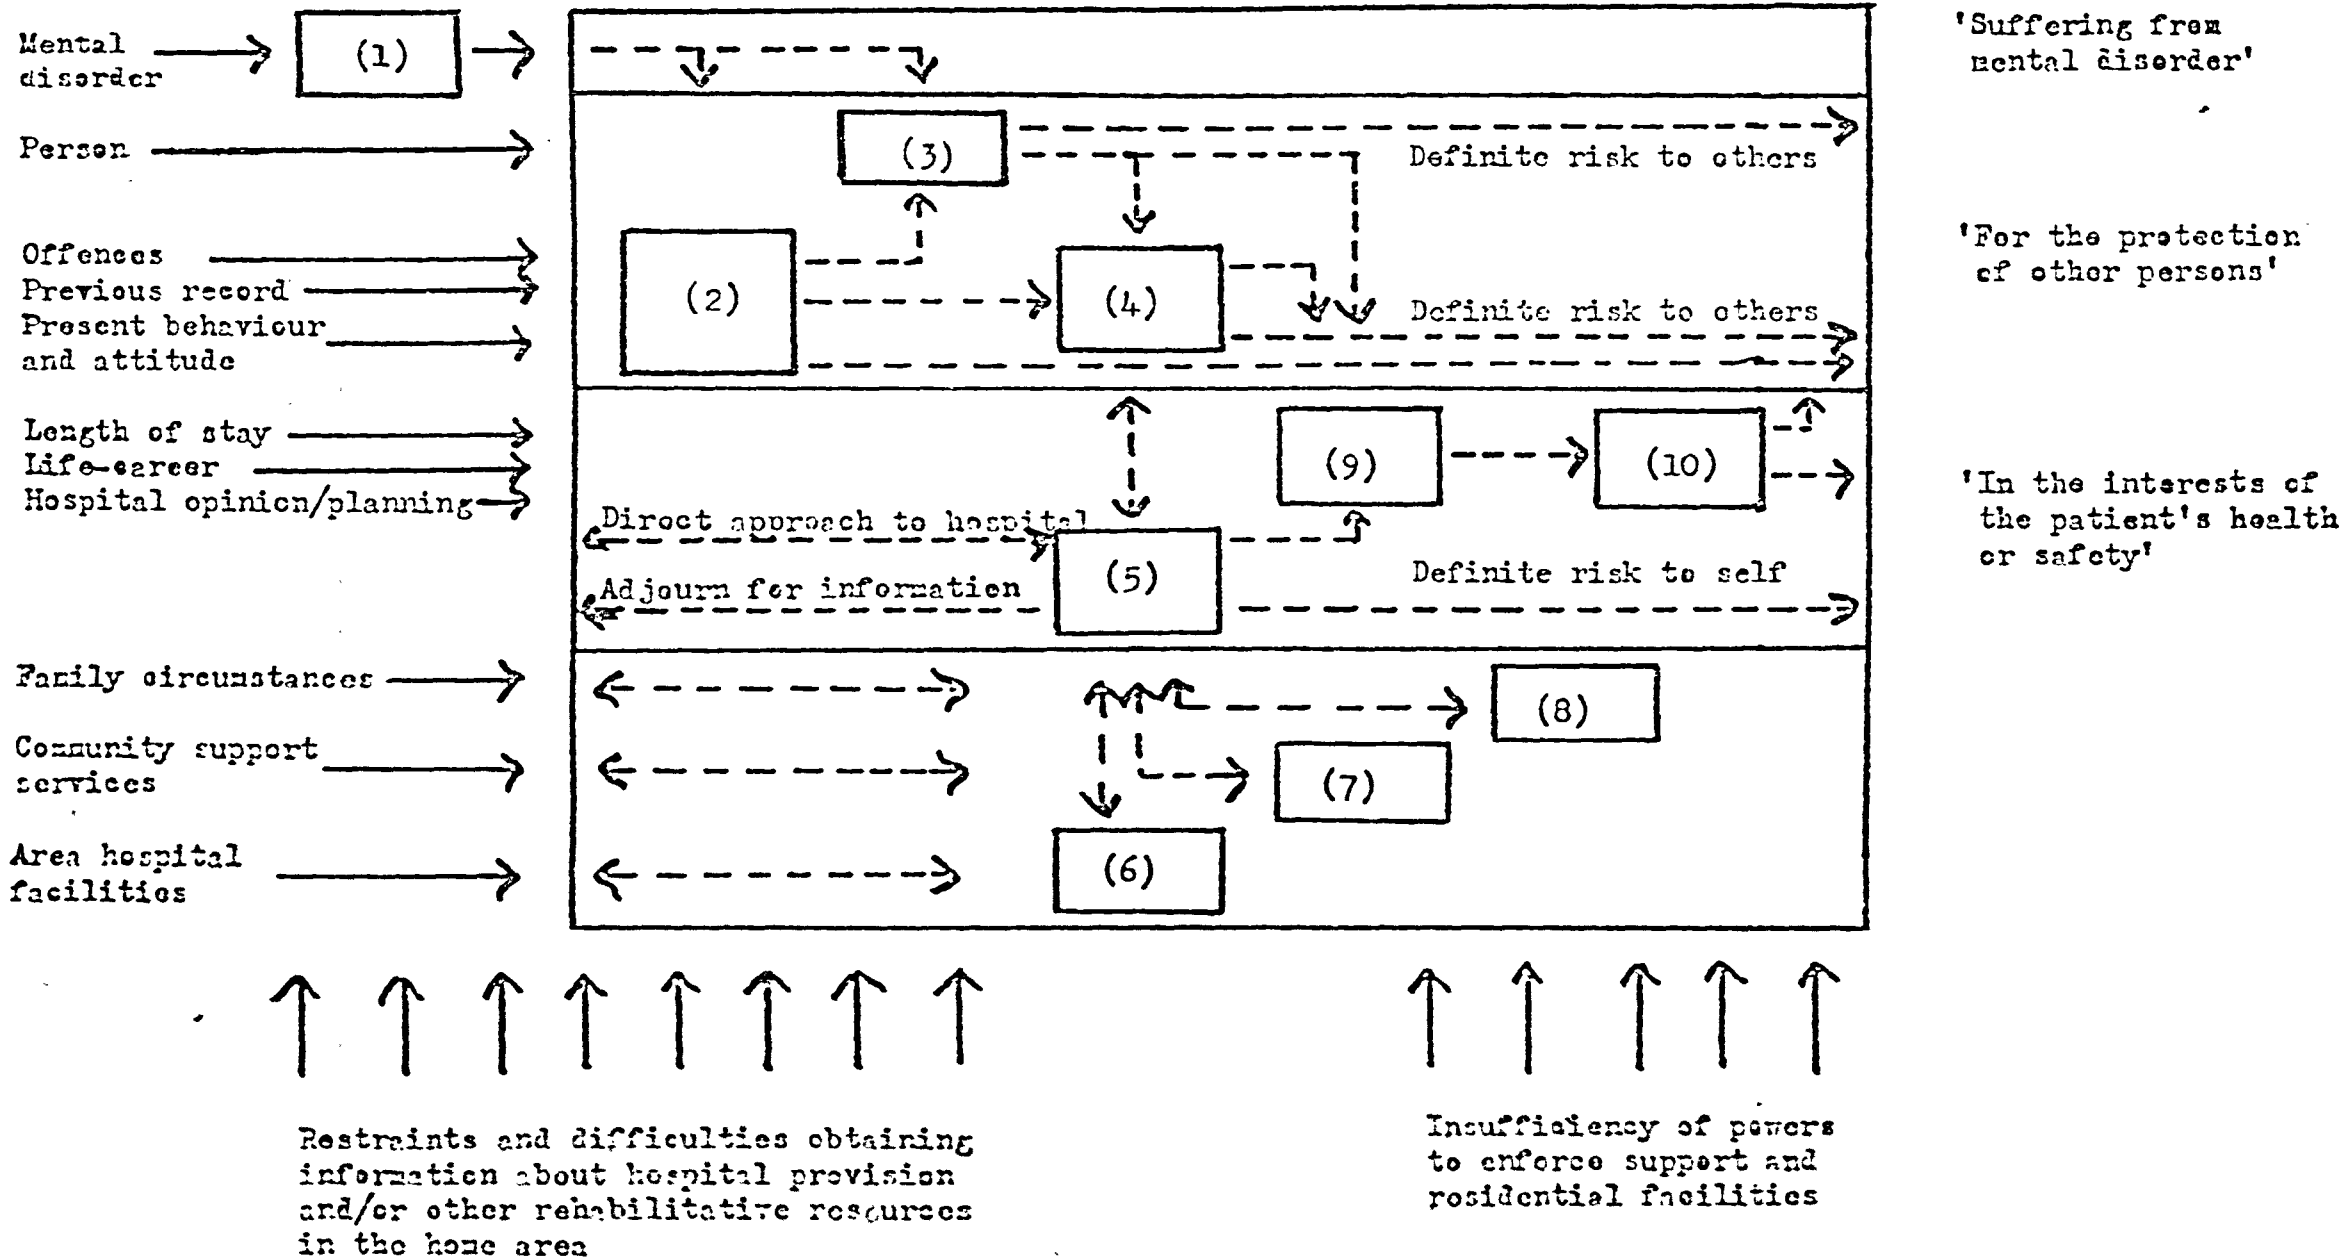 Mental
disorder
(1)
'Suffering from
mental disorder'
Person
(3)
Definite risk to others
Offences
Previous record
Present behaviour
and attitude
(2)
(4)
Definite risk to others
'For the protection
of other persons'
Length of stay
Life-career
Hospital opinion/planning
Direct approach to hospital
Adjourn for information
(5)
(9)
(10)
Definite risk to self
'In the interests of
the patient's health
or safety'
Family circumstances
Community support
services
Area hospital
facilities
(8)
(7)
(6)
Restraints and difficulties obtaining
information about hospital provision
and/or other rehabilitative resources
in the home area
Insufficiency of powers
to enforce support and
residential facilities